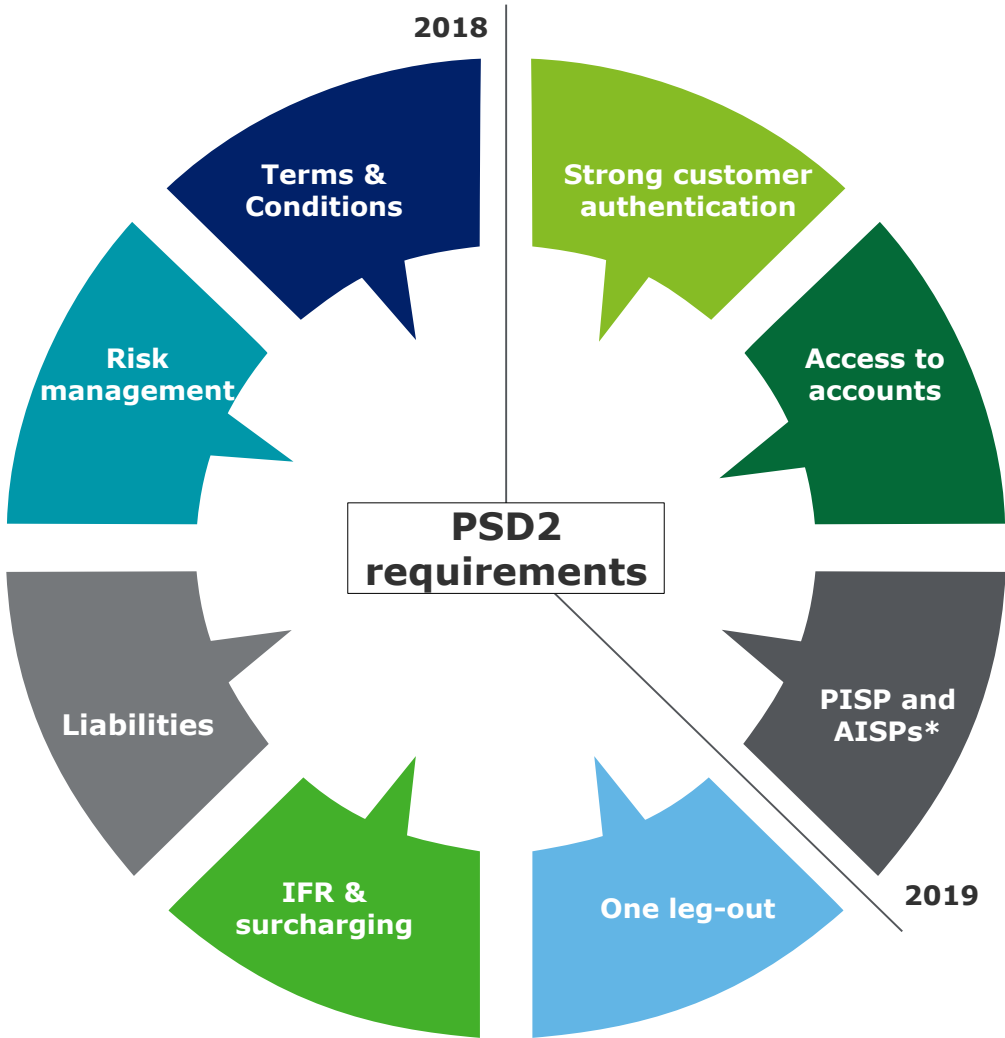 2018
Terms &
Conditions
Strong customer
authentication
Risk
management
Access to
accounts
PSD2
requirements
Liabilities
PISP and
AISPs*
IFR &
surcharging
One leg-out
2019